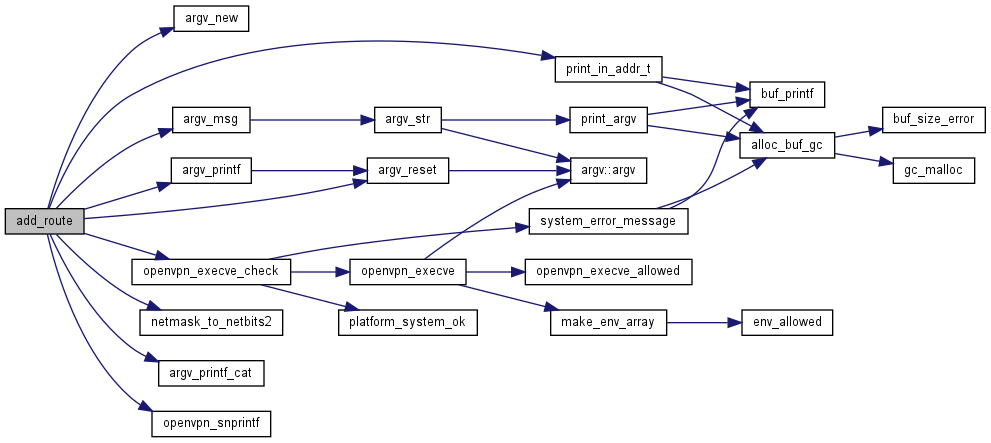 argv_new
print_in_addr_t
buf_printf
argv_msg
argv_str
print_argv
buf_size_error
alloc_buf_gc
argv_printf
argv_reset
argv::argv
gc_malloc
add_route
system_error_message
openvpn_execve_check
openvpn_execve
openvpn_execve_allowed
netmask_to_netbits2
platform_system_ok
make_env_array
env_allowed
argv_printf_cat
openvpn_snprintf